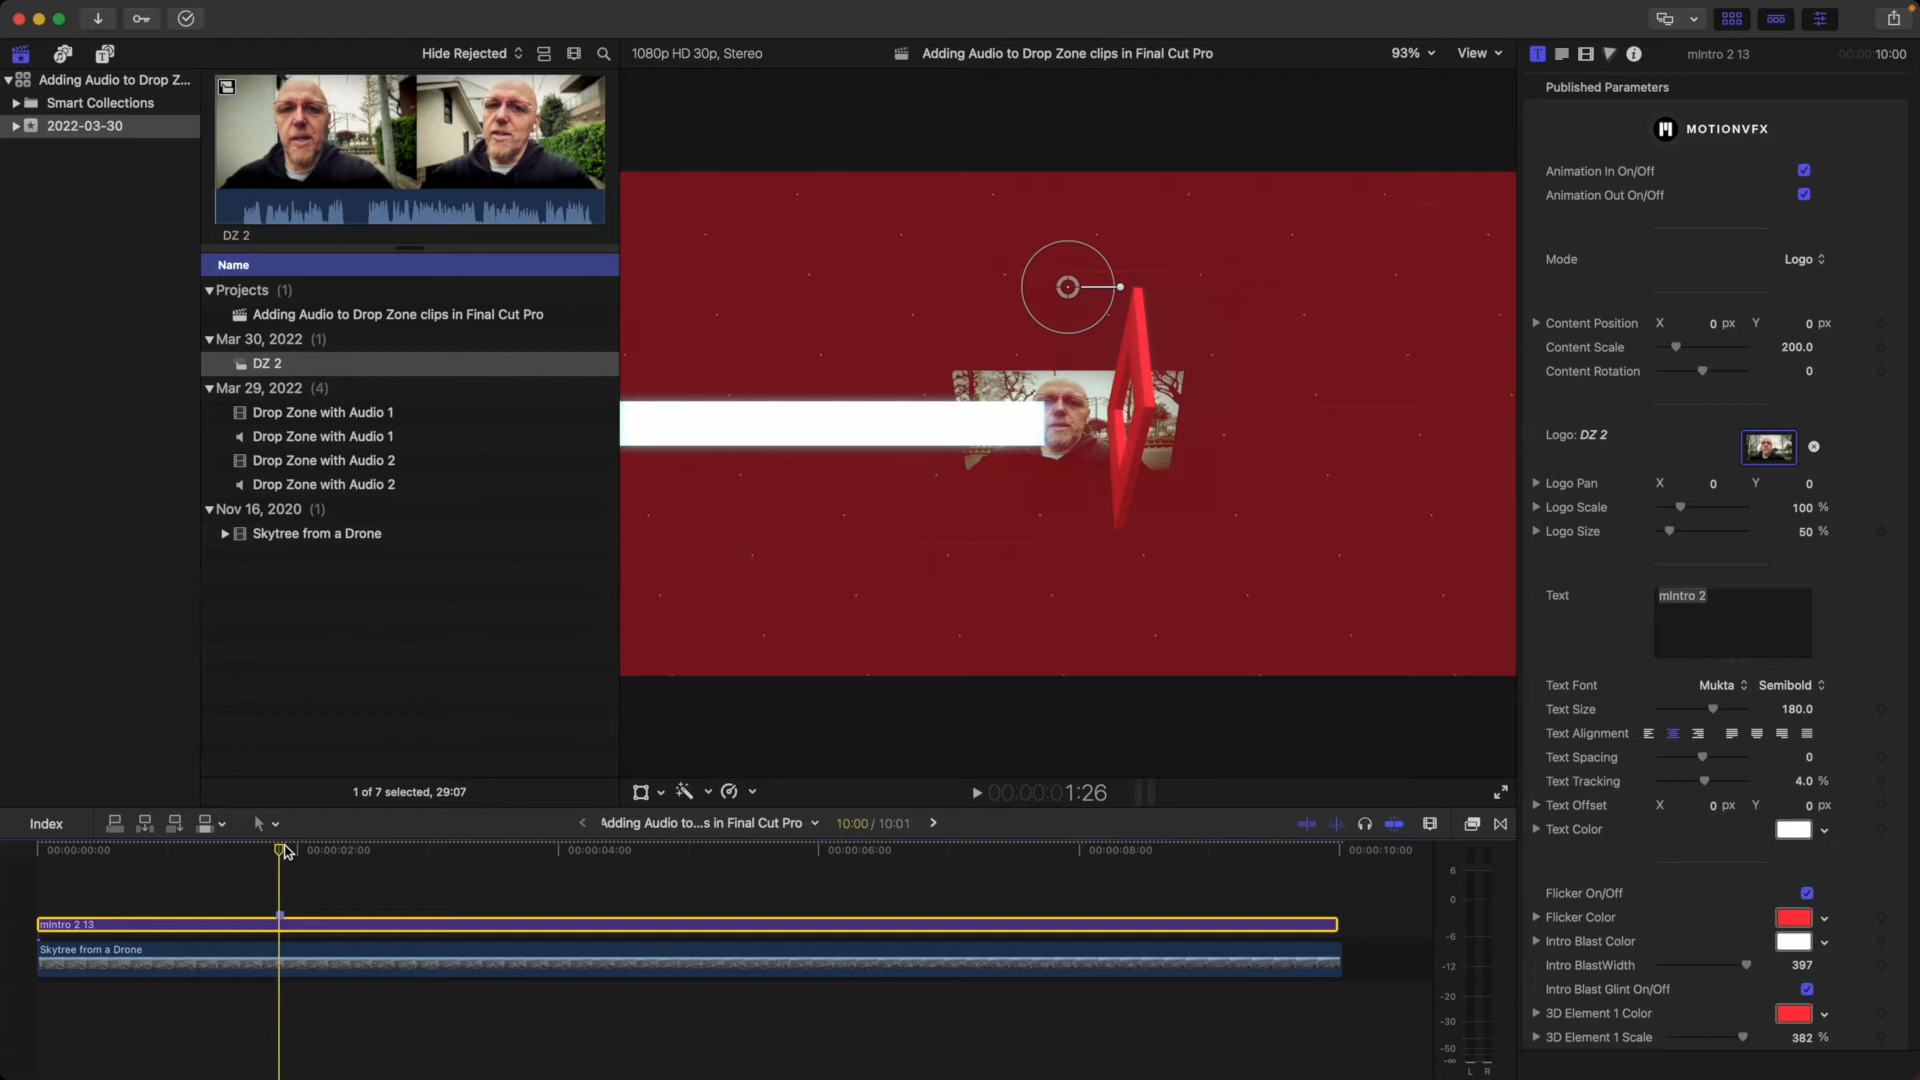 Hide Rejected
1080p HD 30p, Stereo
Adding Audio to Drop Zone clips in Final Cut Pro
93%
View
mIntro 2 13
00:00:00:10:00
Adding Audio to Drop Z...
Smart Collections
2022-03-30
DZ 2
Name
Projects (1)
Adding Audio to Drop Zone clips in Final Cut Pro
Mar 30, 2022 (1)
DZ 2
Mar 29, 2022 (4)
Drop Zone with Audio 1
Drop Zone with Audio 1
Drop Zone with Audio 2
Drop Zone with Audio 2
Nov 16, 2020 (1)
Skytree from a Drone
1 of 7 selected, 29:07
00:00:01:26
Published Parameters
MOTIONVFX
Animation In On/Off
Animation Out On/Off
Mode Logo
Content Position X 0 px Y 0 px
Content Scale 200.0
Content Rotation 0
Logo: DZ 2
Logo Pan X 0 Y 0
Logo Scale 100 %
Logo Size 50 %
Text mIntro 2
Text Font Mukta Semibold
Text Size 180.0
Text Alignment
Text Spacing 0
Text Tracking 4.0 %
Text Offset X 0 px Y 0 px
Text Color
Flicker On/Off
Flicker Color
Intro Blast Color
Intro BlastWidth 397
Intro Blast Glint On/Off
3D Element 1 Color
3D Element 1 Scale 382 %
Index
Adding Audio to...s in Final Cut Pro
10:00 / 10:01
00:00:00:00 00:00:02:00 00:00:04:00 00:00:06:00 00:00:08:00 00:00:10:00
mIntro 2 13
Skytree from a Drone
6
0
-6
-12
-20
-30
-50
-∞
L R